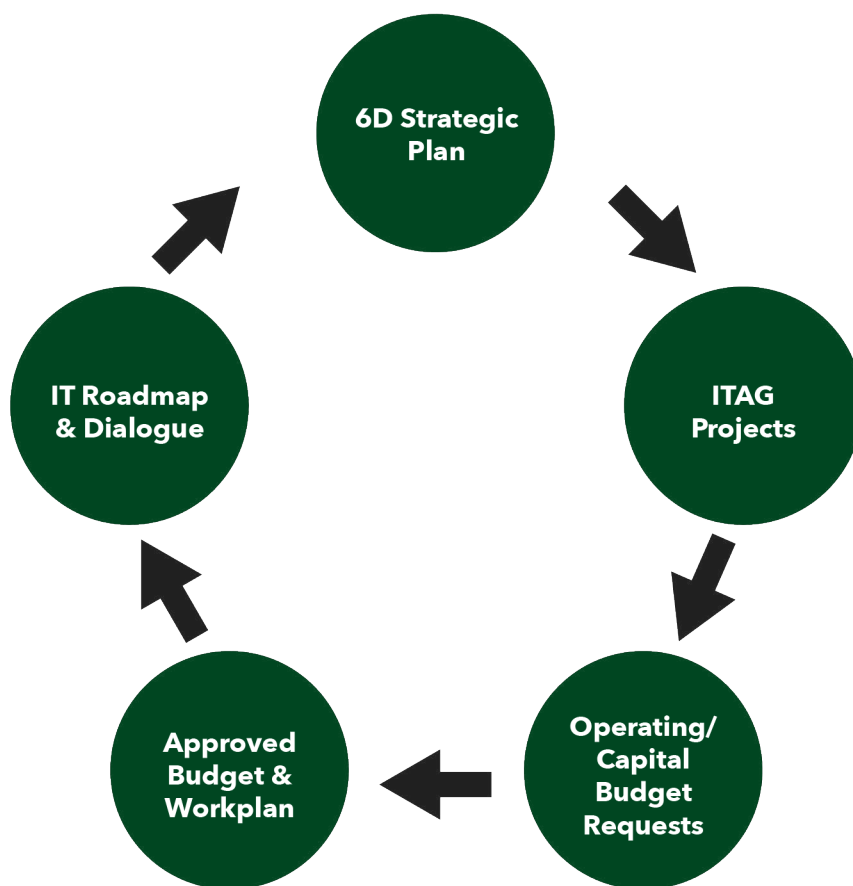 6D Strategic
Plan
ITAG
Projects
Operating/
Capital
Budget
Requests
Approved
Budget &
Workplan
IT Roadmap
& Dialogue